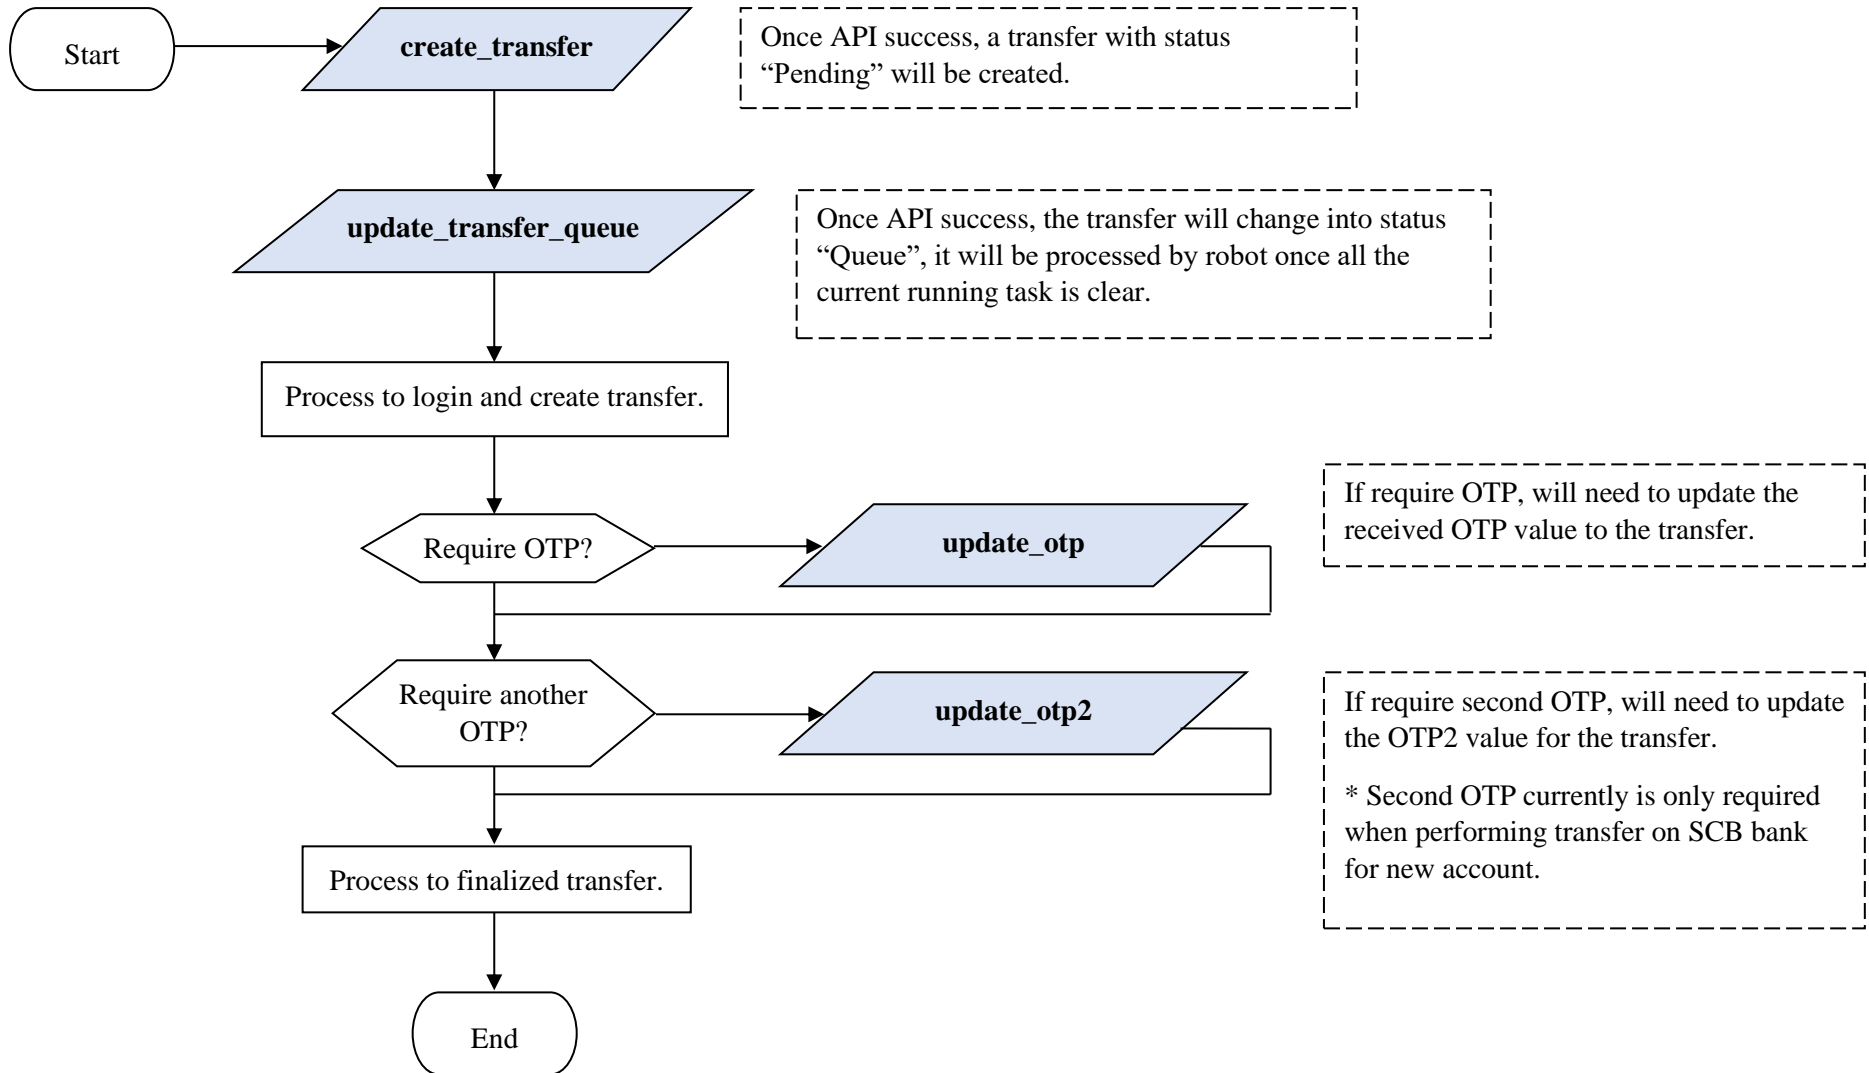 Start
create_transfer
Once API success, a transfer with status
“Pending” will be created.
update_transfer_queue
Once API success, the transfer will change into status
“Queue”, it will be processed by robot once all the
current running task is clear.
Process to login and create transfer.
Require OTP?
update_otp
If require OTP, will need to update the
received OTP value to the transfer.
Require another
OTP?
update_otp2
If require second OTP, will need to update
the OTP2 value for the transfer.
* Second OTP currently is only required
when performing transfer on SCB bank
for new account.
Process to finalized transfer.
End